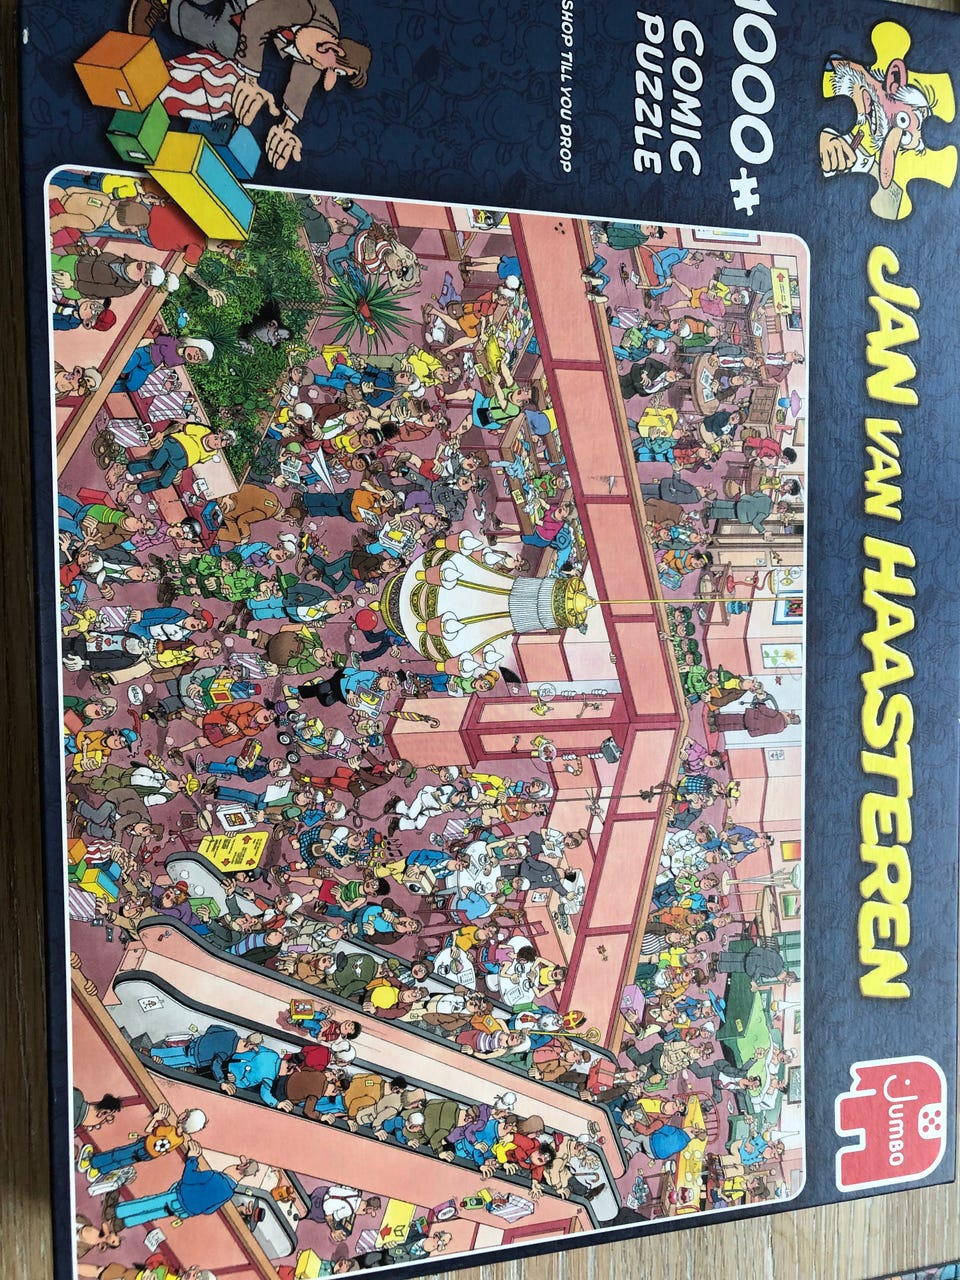 JAN VAN HAASTEREN
Jumbo
1000
COMIC
PUZZLE
SHOP TILL YOU DROP